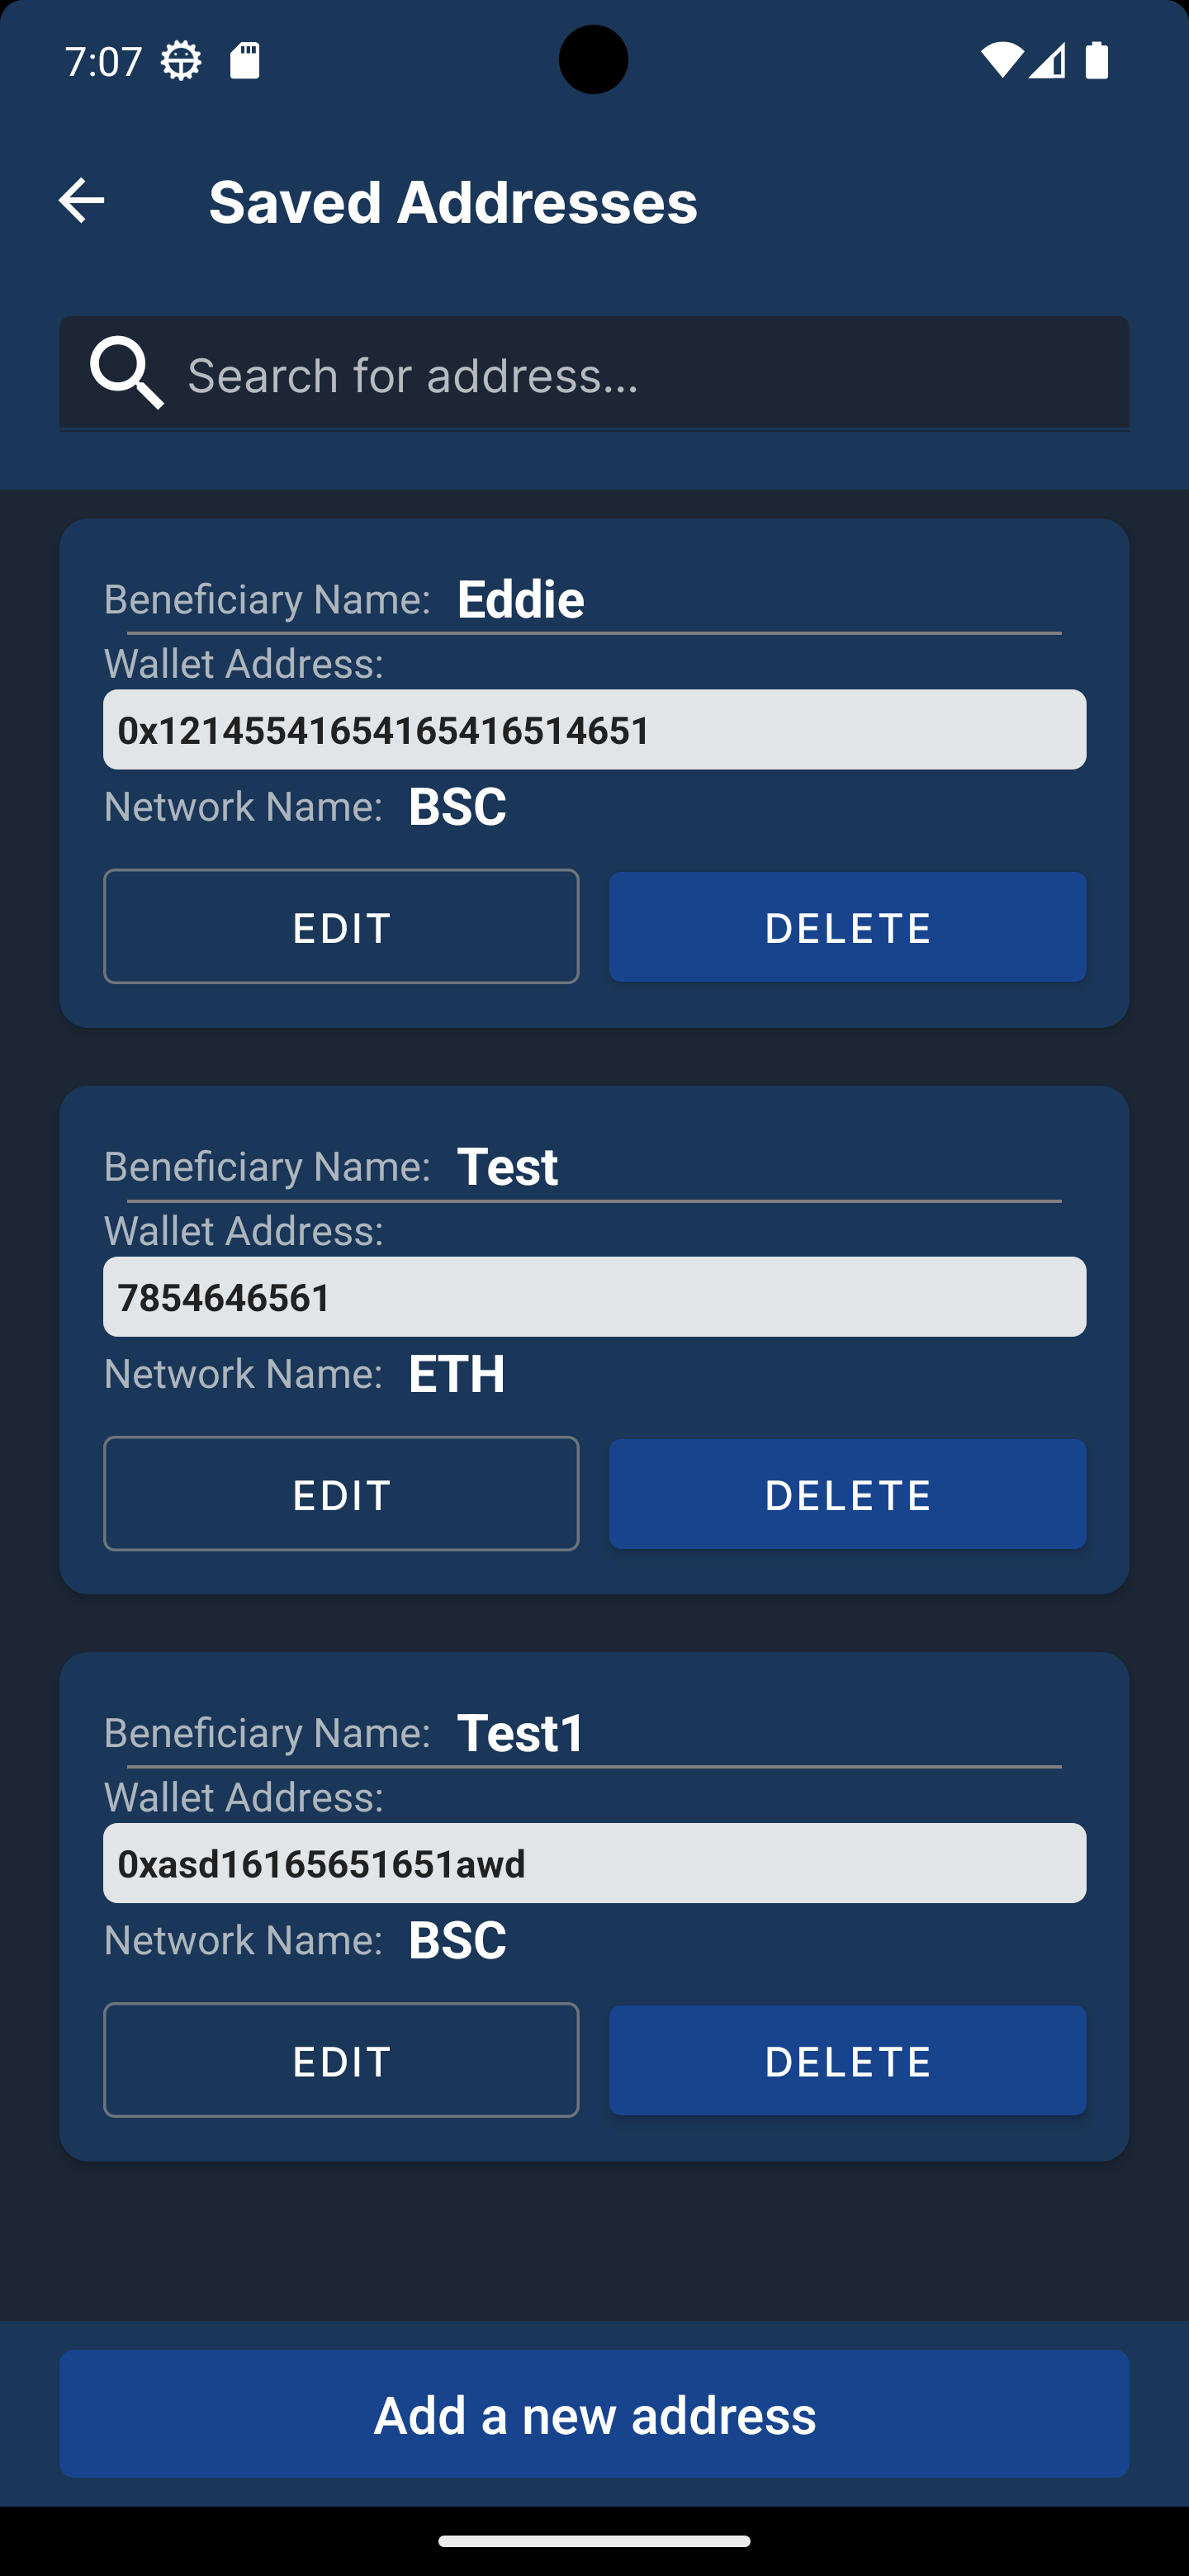 7:07
Saved Addresses
Search for address...
Beneficiary Name: Eddie
Wallet Address:
0x1214554165416541651​4651
Network Name: BSC
EDIT DELETE
Beneficiary Name: Test
Wallet Address:
7854646561
Network Name: ETH
EDIT DELETE
Beneficiary Name: Test1
Wallet Address:
0xasd16165651651awd
Network Name: BSC
EDIT DELETE
Add a new address